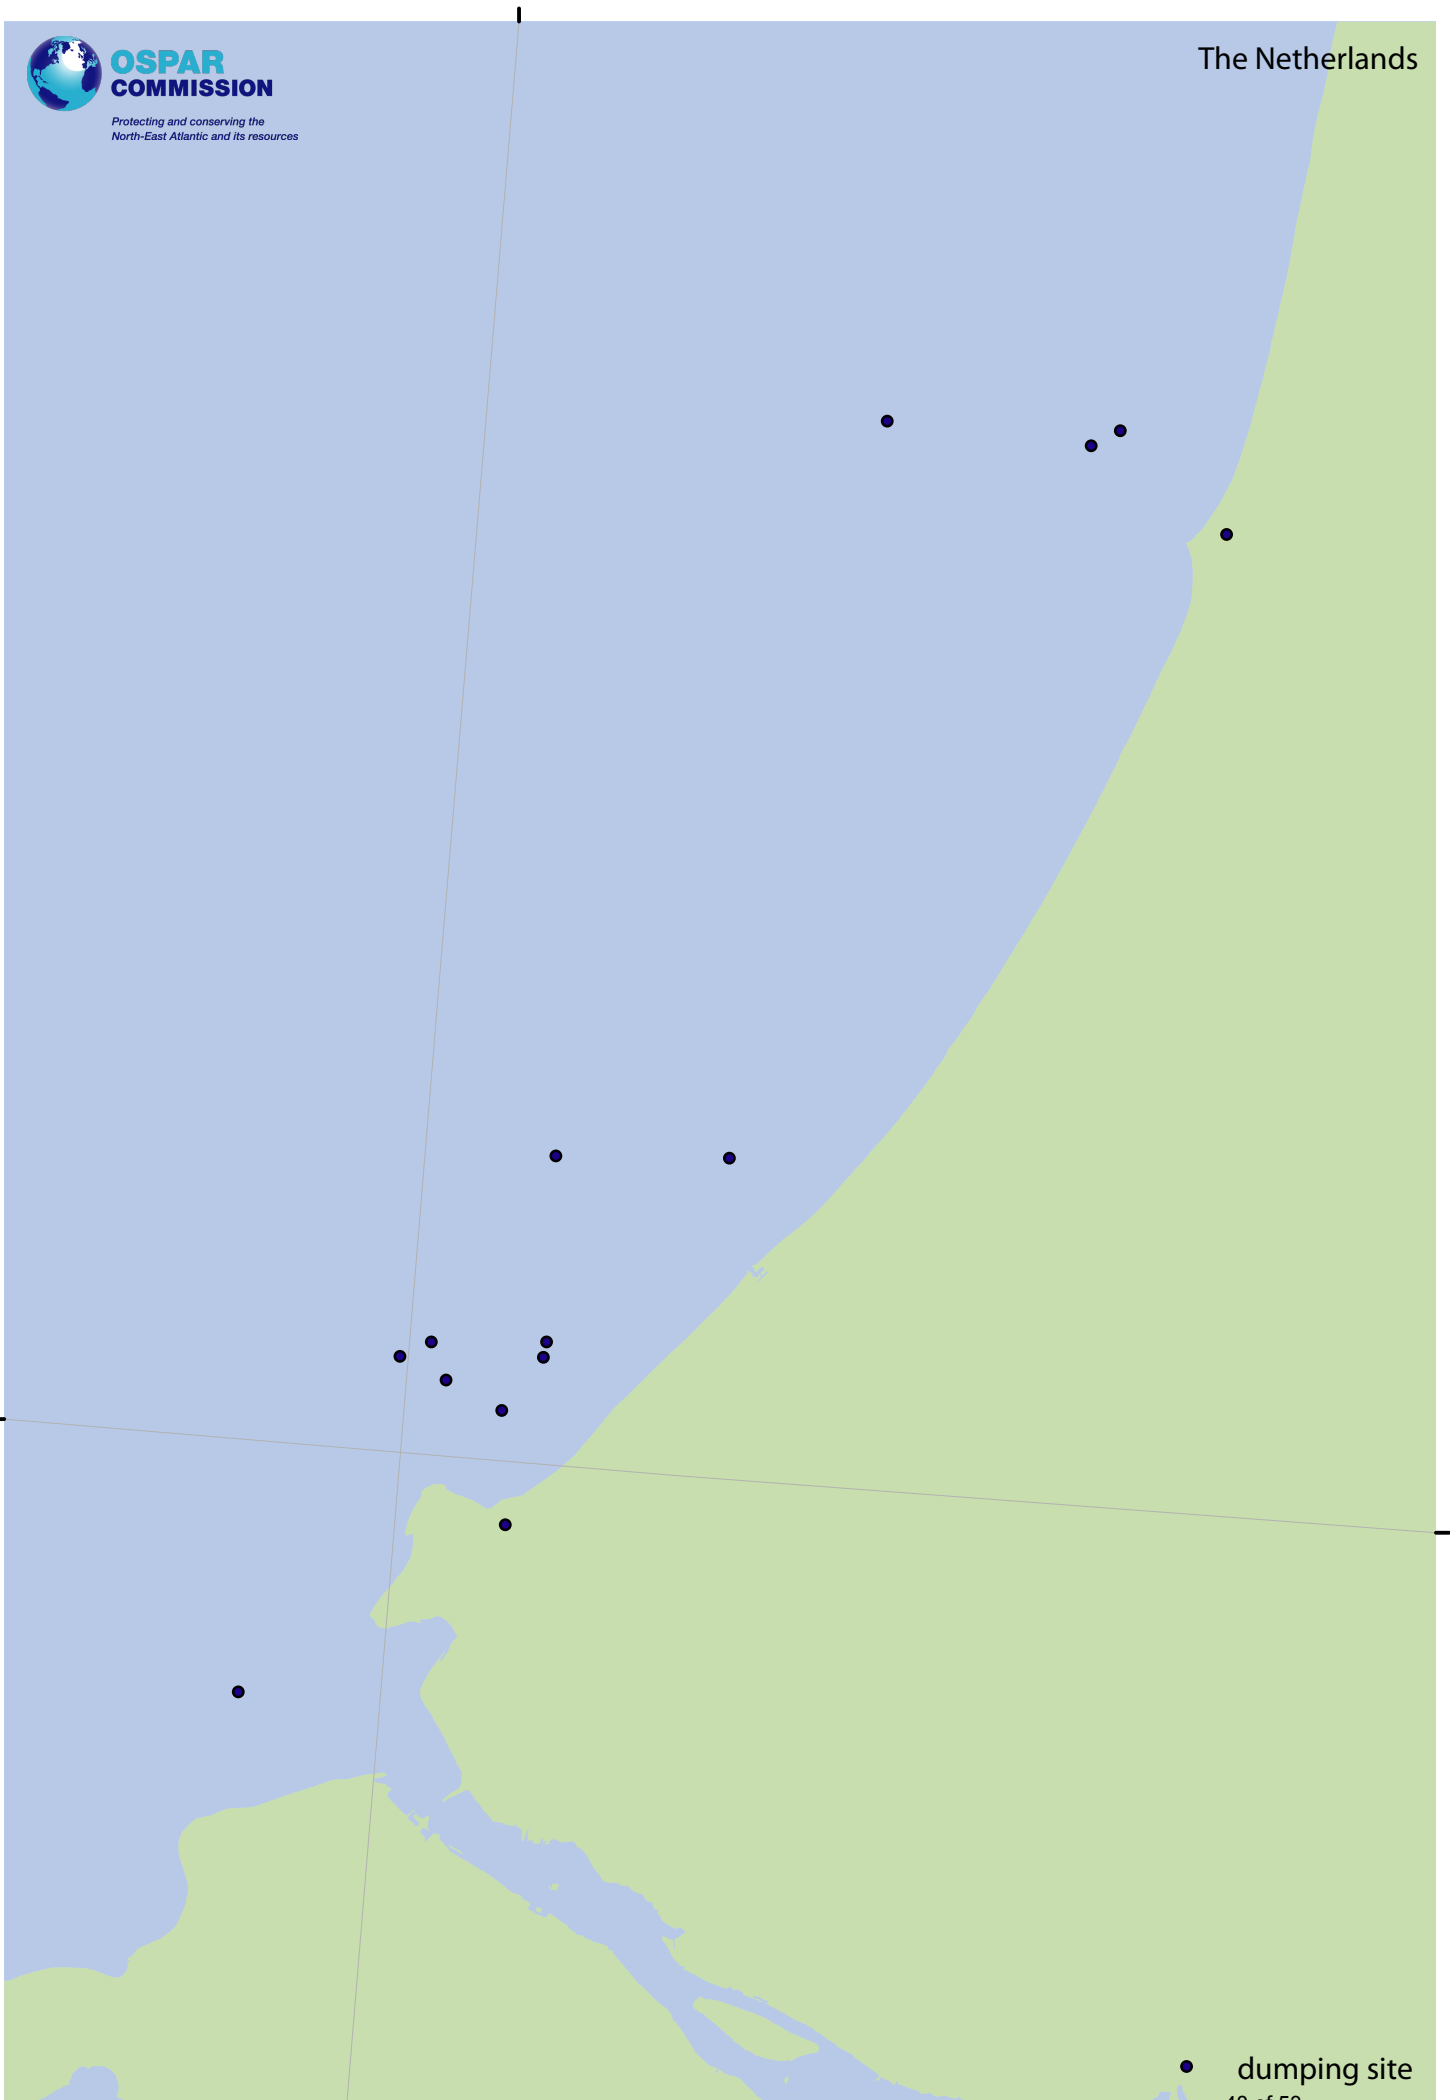 The Netherlands
OSPAR
COMMISSION
Protecting and conserving the
North-East Atlantic and its resources
dumping site